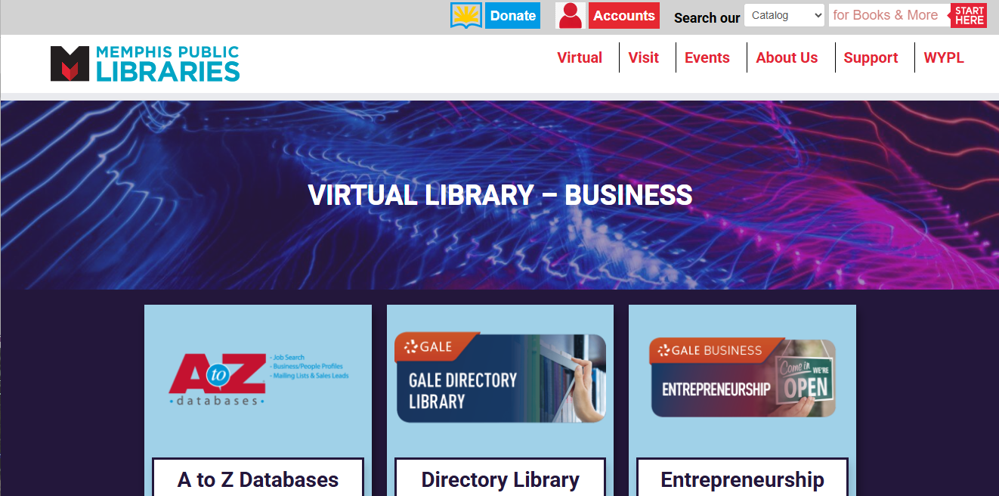 Donate
Accounts
Search our
Catalog
for Books & More
START
HERE
MEMPHIS PUBLIC
LIBRARIES
Virtual
Visit
Events
About Us
Support
WYPL
VIRTUAL LIBRARY – BUSINESS
AtoZ
•databases•
- Job Search
- Business/People Profiles
- Mailing Lists & Sales Leads
GALE
GALE DIRECTORY
LIBRARY
GALE BUSINESS
ENTREPRENEURSHIP
Come in
WE'RE
OPEN
A to Z Databases
Directory Library
Entrepreneurship